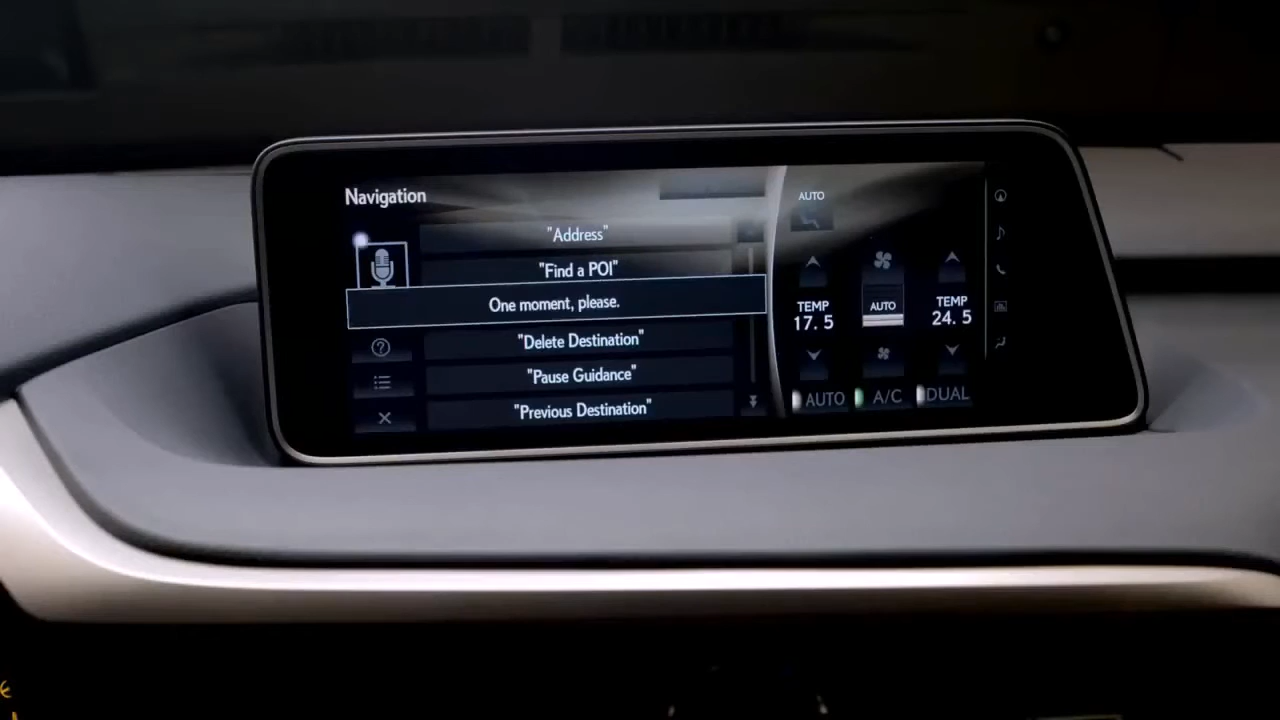 Navigation
"Address"
"Find a POI"
One moment, please.
"Delete Destination"
"Pause Guidance"
"Previous Destination"
AUTO
TEMP
17.5
AUTO
TEMP
24.5
AUTO
A/C
DUAL